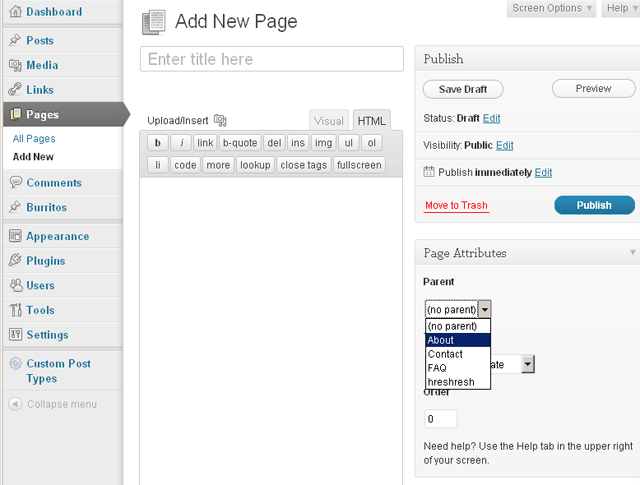 Dashboard
Posts
Media
Links
Pages
All Pages
Add New
Comments
Burritos
Appearance
Plugins
Users
Tools
Settings
Custom Post
Types
Collapse menu
Screen Options
Help
Add New Page
Enter title here
Upload/Insert
Visual
HTML
b i link b-quote del ins img ul ol
li code more lookup close tags fullscreen
Publish
Save Draft
Preview
Status: Draft Edit
Visibility: Public Edit
Publish immediately Edit
Move to Trash
Publish
Page Attributes
Parent
(no parent)
(no parent)
About
Contact
FAQ
hreshresh
Order
0
Need help? Use the Help tab in the upper right
of your screen.